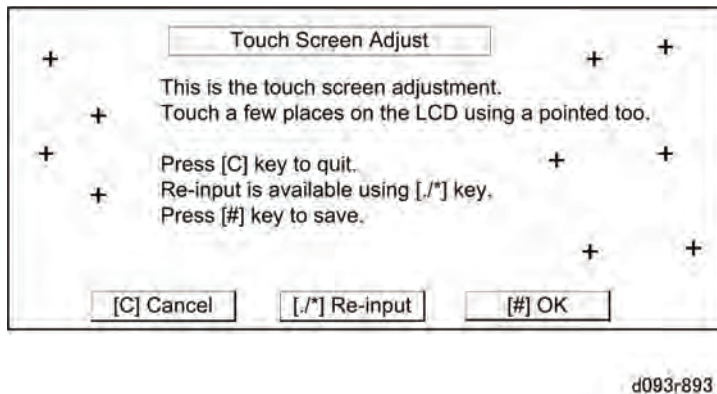 Touch Screen Adjust
This is the touch screen adjustment.
Touch a few places on the LCD using a pointed too.
Press [C] key to quit.
Re-input is available using [./*] key.
Press [#] key to save.
[C] Cancel
[./*] Re-input
[#] OK
d093r893